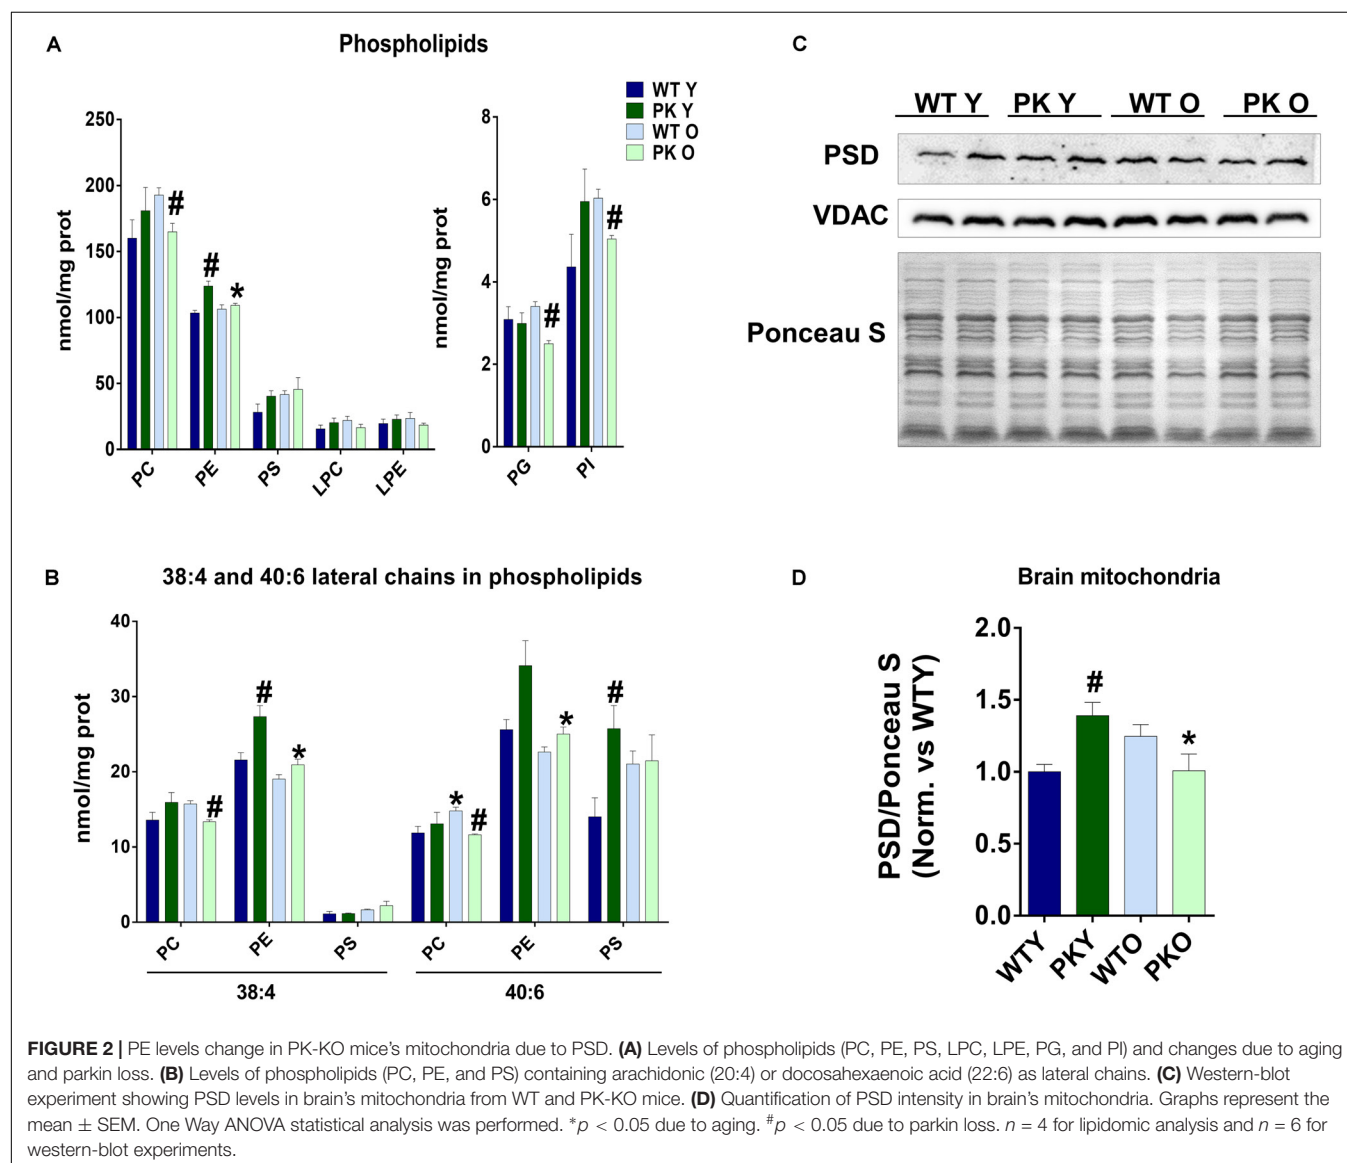 A
Phospholipids
WT Y
PK Y
WT O
PK O
nmol/mg prot
250
200
150
100
50
0
#
#
*
PC
PE
PS
LPC
LPE
nmol/mg prot
8
6
4
2
0
#
#
PG
PI
B
38:4 and 40:6 lateral chains in phospholipids
nmol/mg prot
40
30
20
10
0
#
#
*
*
#
*
#
PC
PE
PS
PC
PE
PS
38:4
40:6
C
WT Y PK Y WT O PK O
PSD
VDAC
Ponceau S
D
Brain mitochondria
PSD/Ponceau S
(Norm. vs WTY)
2.0
1.5
1.0
0.5
0.0
#
*
WTY
PKY
WTO
PKO
FIGURE 2 | PE levels change in PK-KO mice's mitochondria due to PSD. (A) Levels of phospholipids (PC, PE, PS, LPC, LPE, PG, and PI) and changes due to aging
and parkin loss. (B) Levels of phospholipids (PC, PE, and PS) containing arachidonic (20:4) or docosahexaenoic acid (22:6) as lateral chains. (C) Western-blot
experiment showing PSD levels in brain's mitochondria from WT and PK-KO mice. (D) Quantification of PSD intensity in brain's mitochondria. Graphs represent the
mean ± SEM. One Way ANOVA statistical analysis was performed. *p < 0.05 due to aging. #p < 0.05 due to parkin loss. n = 4 for lipidomic analysis and n = 6 for
western-blot experiments.